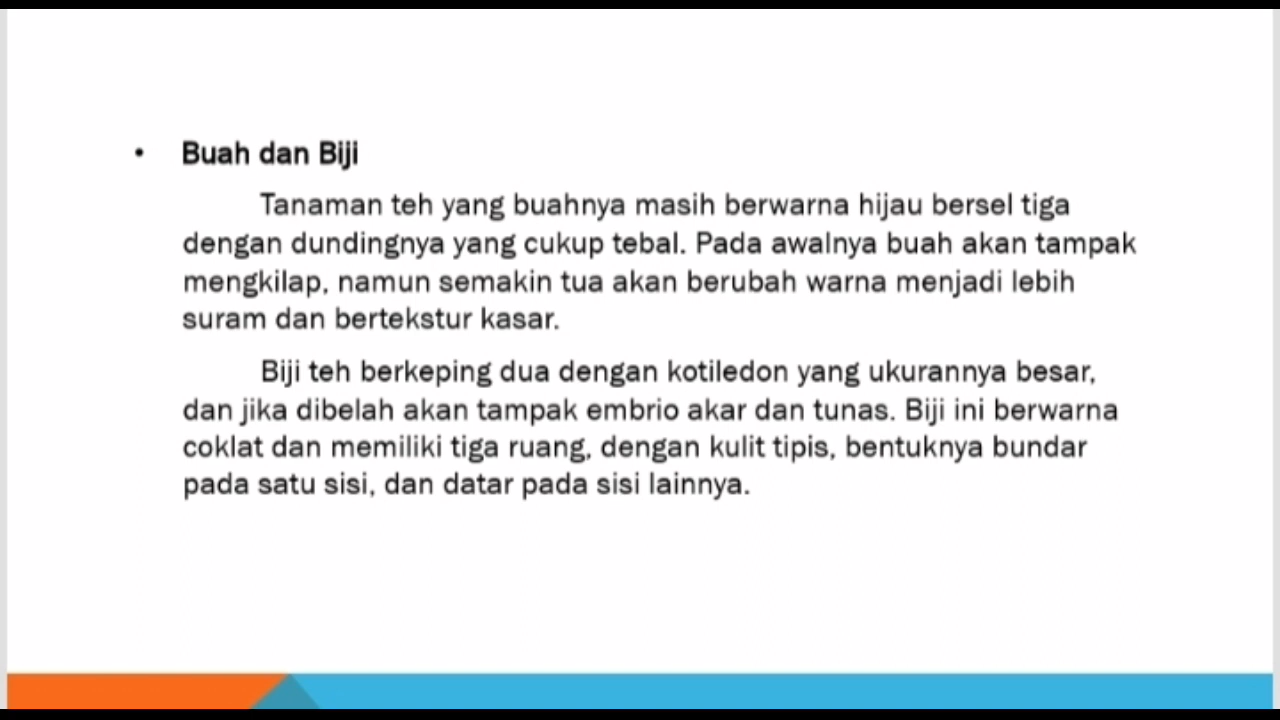 • Buah dan Biji
Tanaman teh yang buahnya masih berwarna hijau bersel tiga
dengan dundingnya yang cukup tebal. Pada awalnya buah akan tampak
mengkilap, namun semakin tua akan berubah warna menjadi lebih
suram dan bertekstur kasar.
Biji teh berkeping dua dengan kotiledon yang ukurannya besar,
dan jika dibelah akan tampak embrio akar dan tunas. Biji ini berwarna
coklat dan memiliki tiga ruang, dengan kulit tipis, bentuknya bundar
pada satu sisi, dan datar pada sisi lainnya.